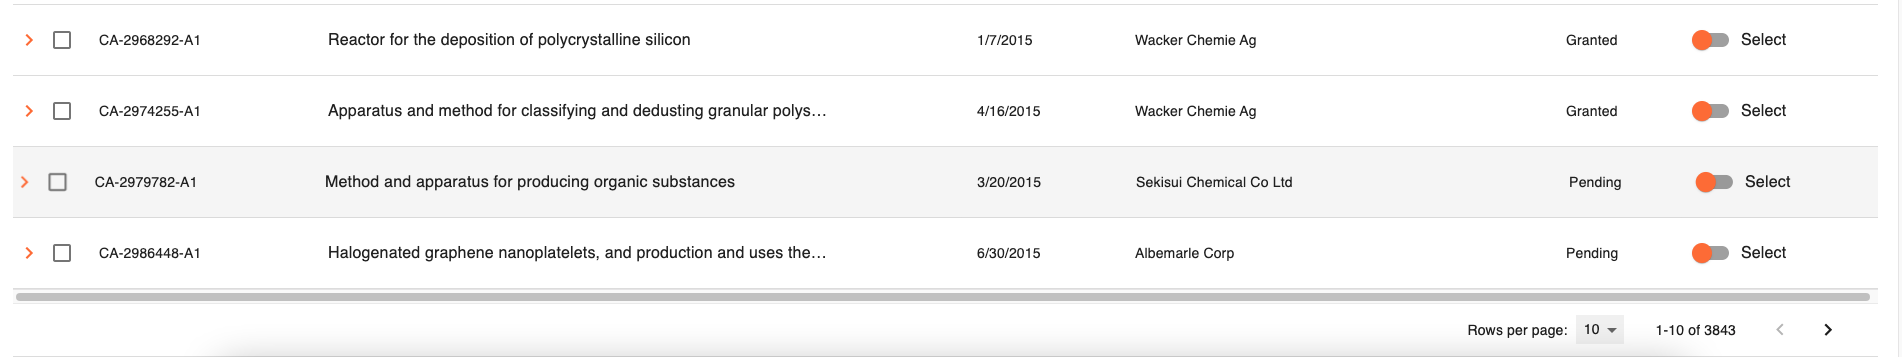 CA-2968292-A1 Reactor for the deposition of polycrystalline silicon 1/7/2015 Wacker Chemie Ag Granted Select
CA-2974255-A1 Apparatus and method for classifying and dedusting granular polys... 4/16/2015 Wacker Chemie Ag Granted Select
CA-2979782-A1 Method and apparatus for producing organic substances 3/20/2015 Sekisui Chemical Co Ltd Pending Select
CA-2986448-A1 Halogenated graphene nanoplatelets, and production and uses the... 6/30/2015 Albemarle Corp Pending Select
Rows per page: 10 1-10 of 3843